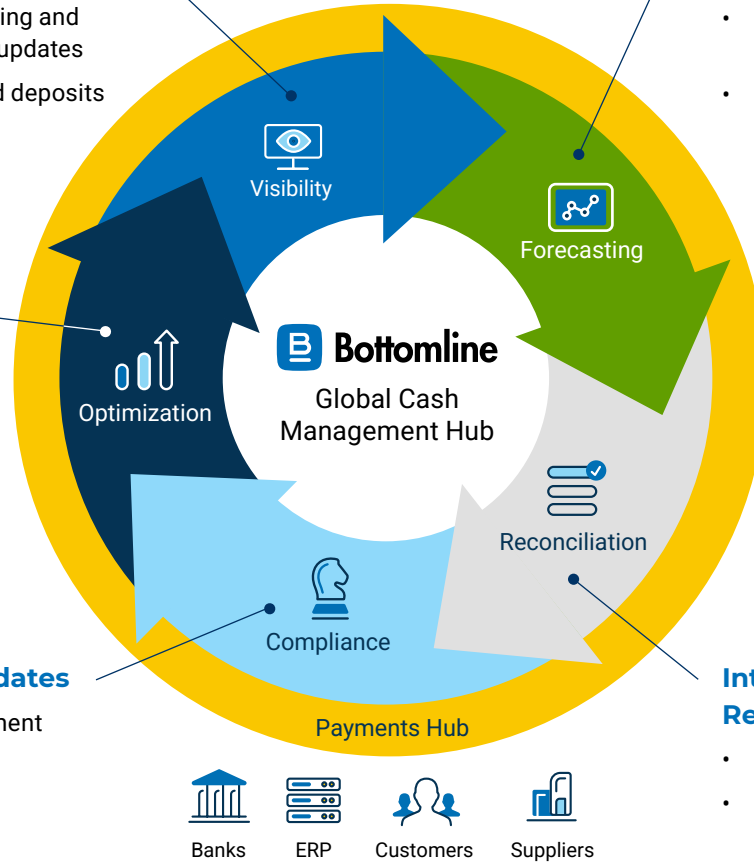 ing and
updates
d deposits
Visibility
Forecasting
Optimization
B Bottomline
Global Cash
Management Hub
Reconciliation
Compliance
dates
nent
Int
Re
Payments Hub
Banks
ERP
Customers
Suppliers